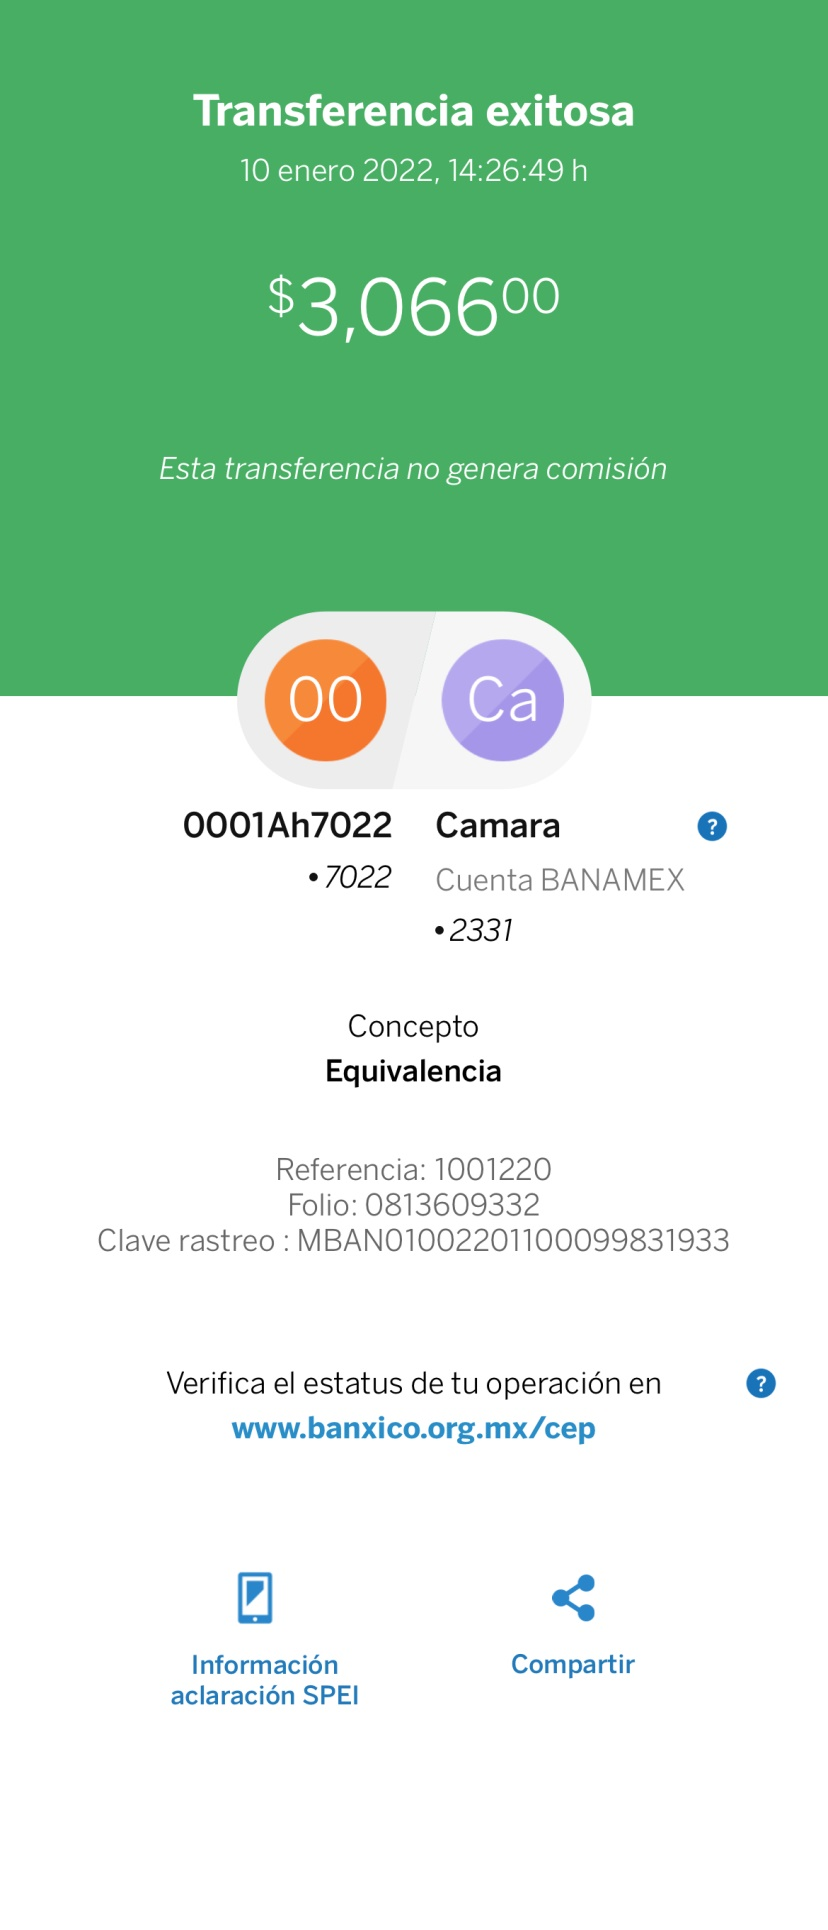 Transferencia exitosa
10 enero 2022, 14:26:49 h
$3,06600
Esta transferencia no genera comisión
00
Ca
0001Ah7022
•7022
Camara
?
Cuenta BANAMEX
•2331
Concepto
Equivalencia
Referencia: 1001220
Folio: 0813609332
Clave rastreo : MBAN01002201100099831933
Verifica el estatus de tu operación en
?
www.banxico.org.mx/cep
Información
aclaración SPEI
Compartir